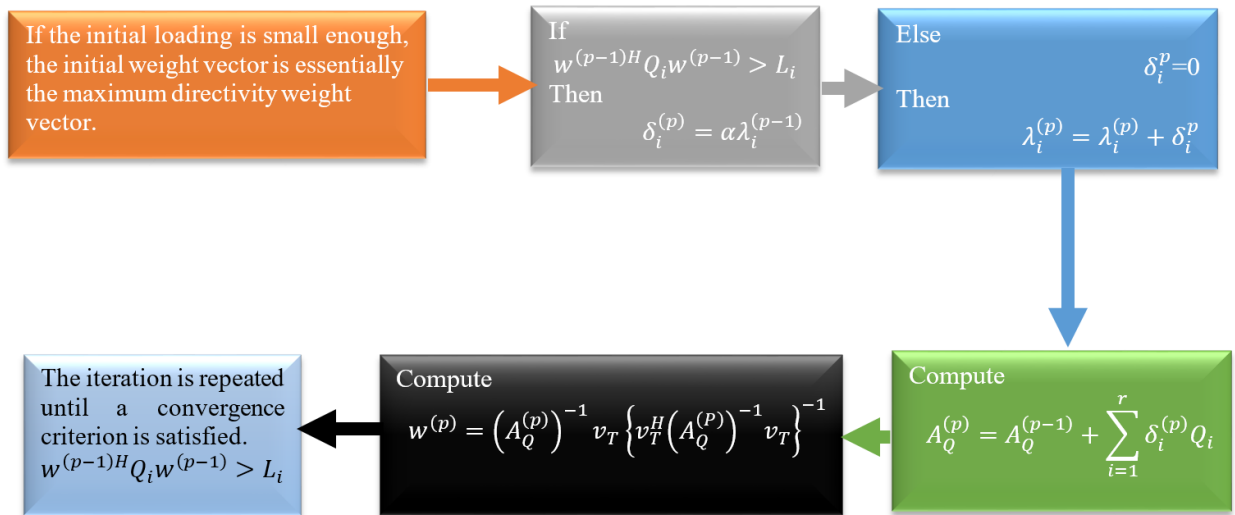 If the initial loading is small enough,
the initial weight vector is essentially
the maximum directivity weight
vector.
If
w^{(p−1)H}Q_i w^{(p−1)} > L_i
Then
δ_i^{(p)} = αλ_i^{(p−1)}
Else
δ_i^p=0
Then
λ_i^{(p)} = λ_i^{(p)} + δ_i^p
Compute
A_Q^{(p)} = A_Q^{(p−1)} + ∑_{i=1}^{r} δ_i^{(p)}Q_i
Compute
w^{(p)} = (A_Q^{(p)})^{−1} v_T {v_T^H(A_Q^{(P)})^{−1} v_T}^{−1}
The iteration is repeated
until a convergence
criterion is satisfied.
w^{(p−1)H}Q_i w^{(p−1)} > L_i